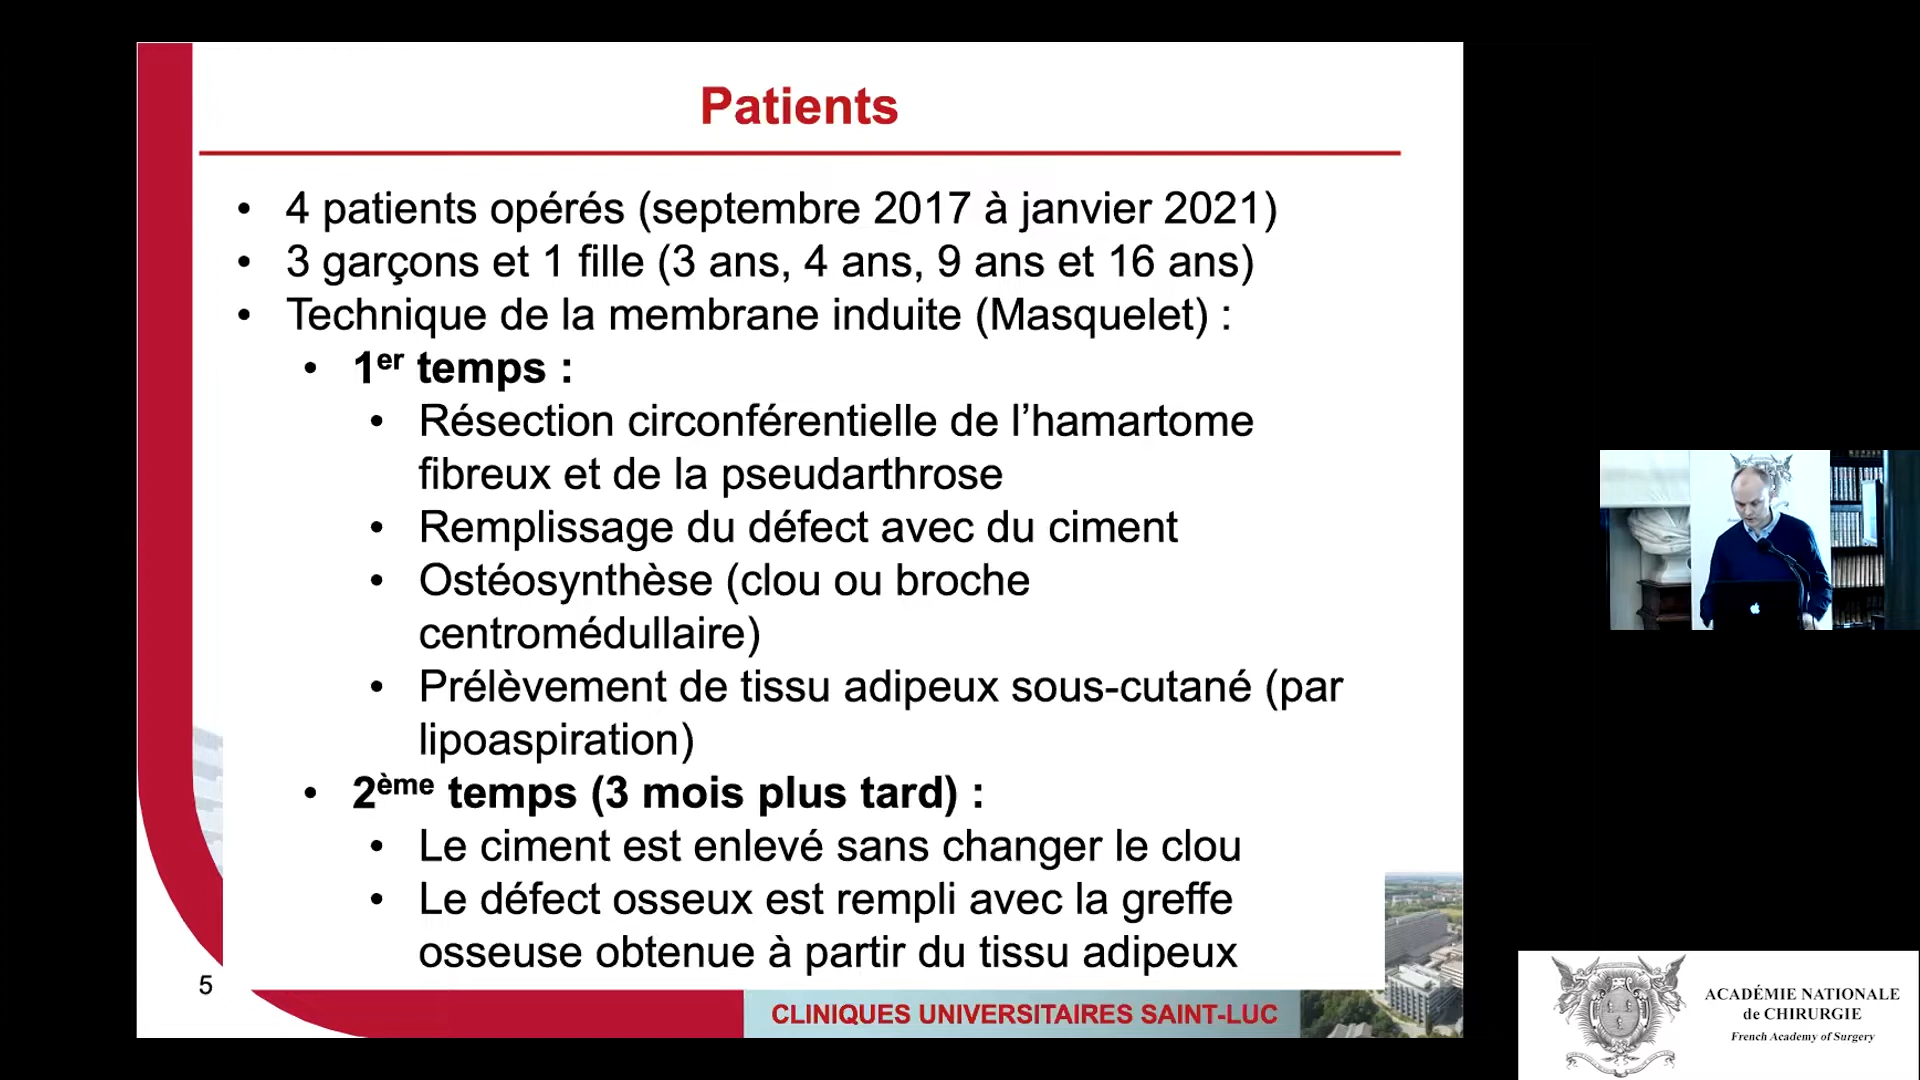 Patients
• 4 patients opérés (septembre 2017 à janvier 2021)
• 3 garçons et 1 fille (3 ans, 4 ans, 9 ans et 16 ans)
• Technique de la membrane induite (Masquelet) :
• 1er temps :
• Résection circonférentielle de l’hamartome
fibreux et de la pseudarthrose
• Remplissage du défect avec du ciment
• Ostéosynthèse (clou ou broche
centromédullaire)
• Prélèvement de tissu adipeux sous-cutané (par
lipoaspiration)
• 2ème temps (3 mois plus tard) :
• Le ciment est enlevé sans changer le clou
• Le défect osseux est rempli avec la greffe
osseuse obtenue à partir du tissu adipeux
5
CLINIQUES UNIVERSITAIRES SAINT-LUC
ACADÉMIE NATIONALE
de CHIRURGIE
French Academy of Surgery